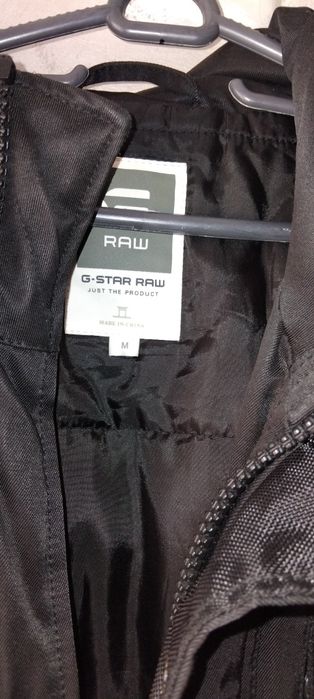 RAW
G-STAR RAW
JUST THE PRODUCT
MADE IN CHINA
M